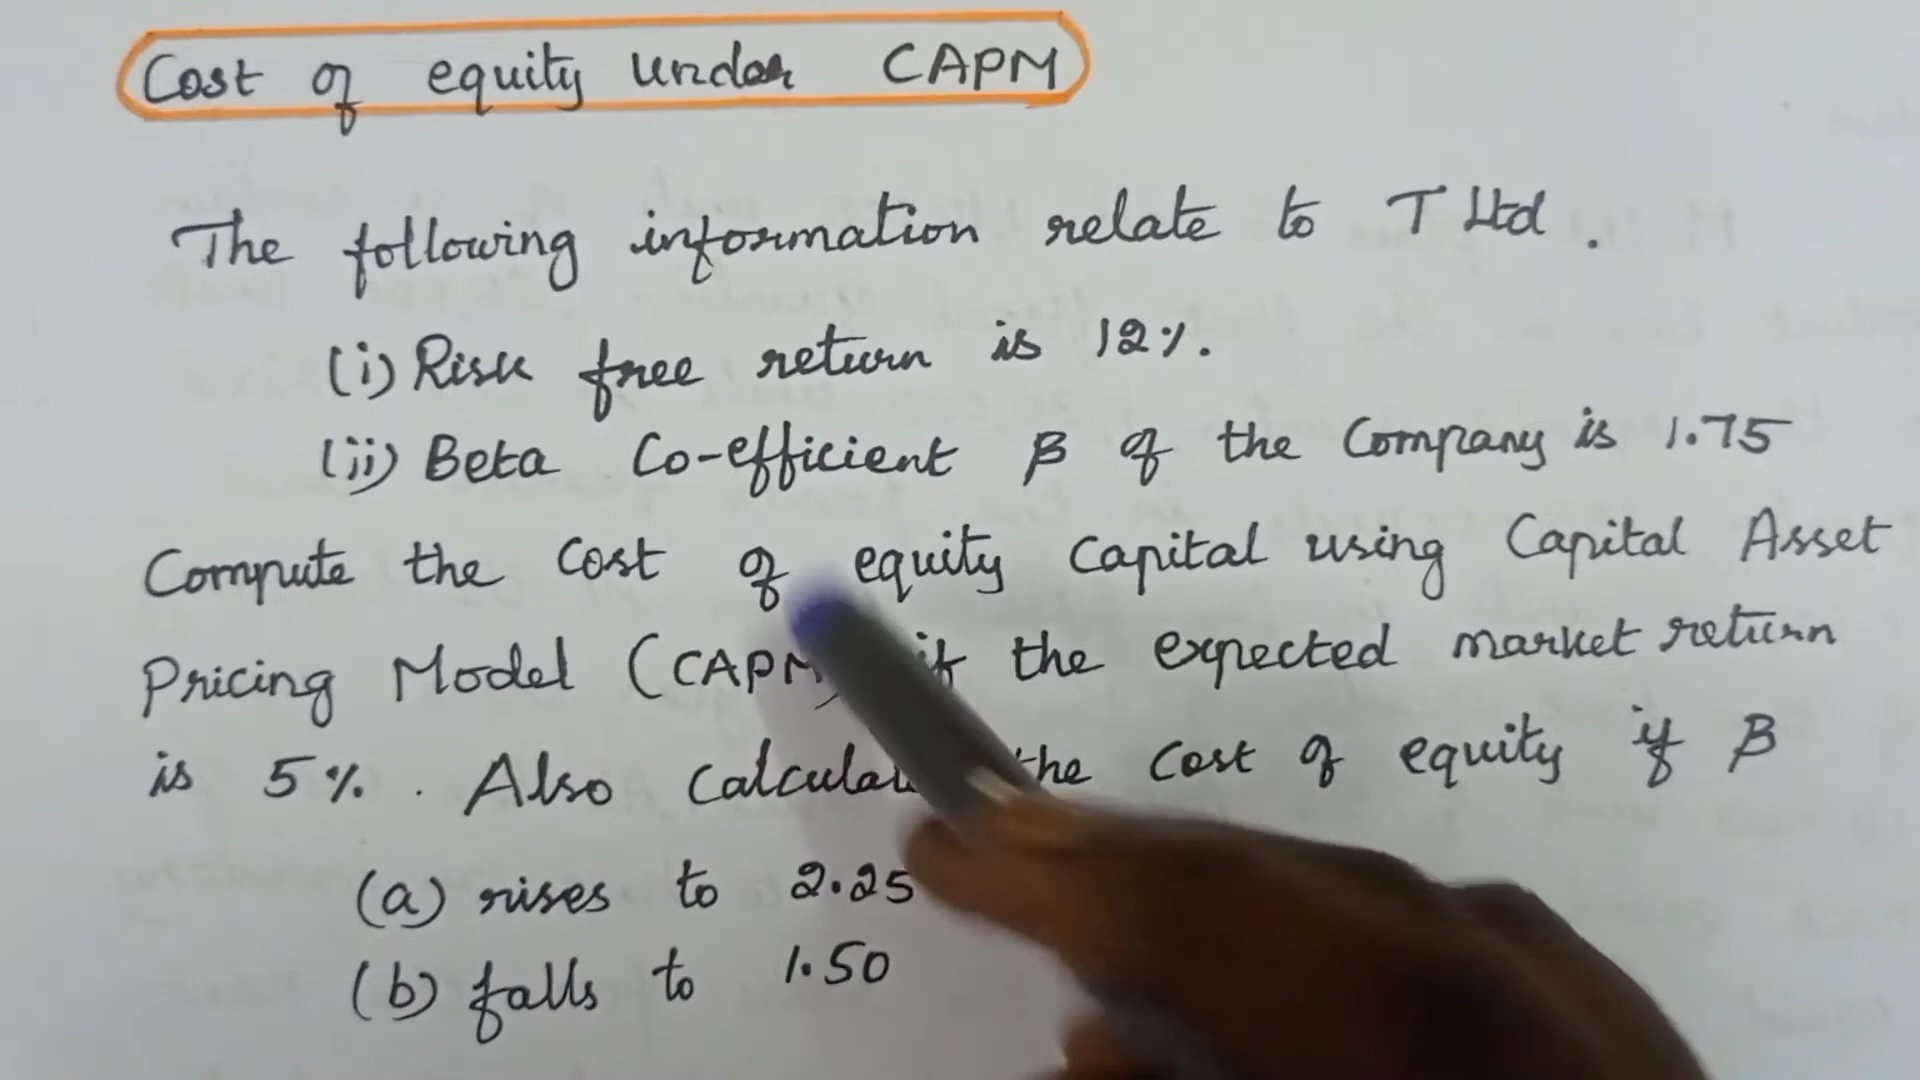 Cost of equity under CAPM
The following information relate to T Ltd.
(i) Risk free return is 12%.
(ii) Beta Co-efficient β of the Company is 1.75
Compute the cost of equity capital using Capital Asset
Pricing Model (CAPM) if the expected market return
is 5%. Also the cost of equity if β
(a) rises to 2.25
(b) falls to 1.50